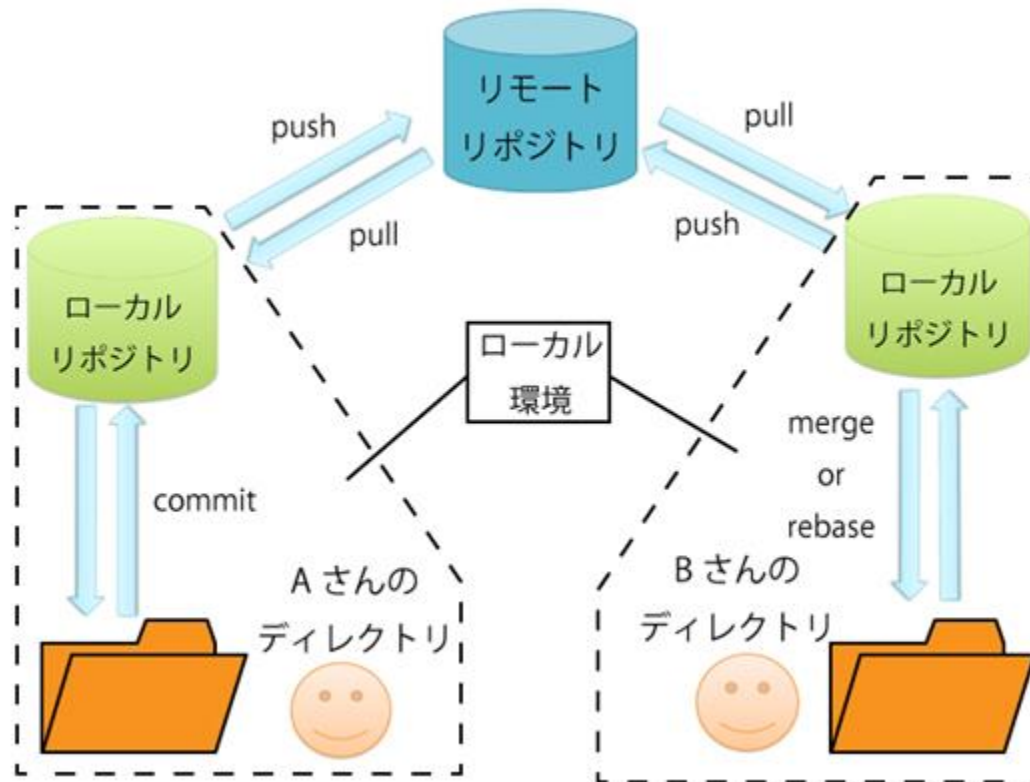 リモート
リポジトリ
push
pull
pull
push
ローカル
リポジトリ
ローカル
リポジトリ
ローカル
環境
commit
merge
or
rebase
A さんの
ディレクトリ
B さんの
ディレクトリ